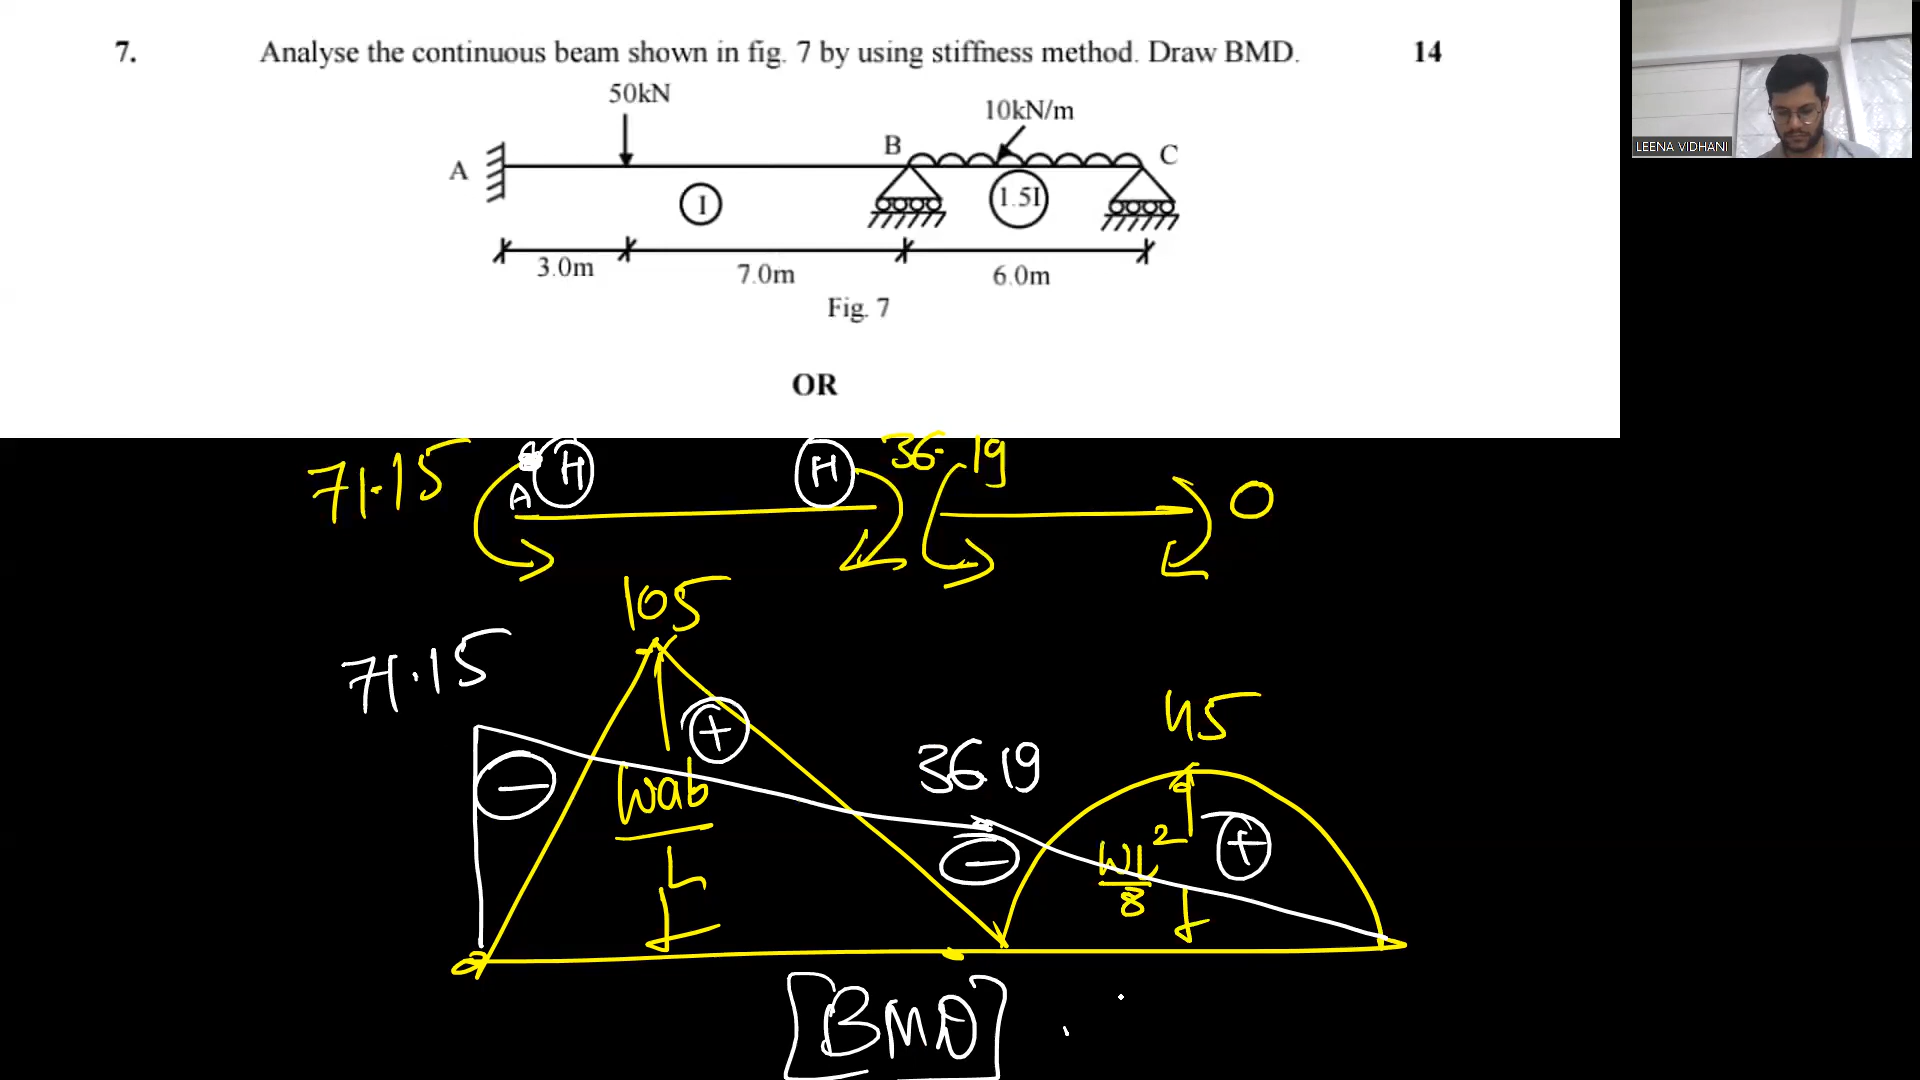 7. Analyse the continuous beam shown in fig. 7 by using stiffness method. Draw BMD. 14
50kN
10kN/m
A
B
C
I
1.5I
3.0m
7.0m
6.0m
Fig. 7
OR
LEENA VIDHANI
71.15
A
H
H
36.19
0
105
71.15
+
45
3619
-
Wab
L
-
WL²
8
+
[BMD]